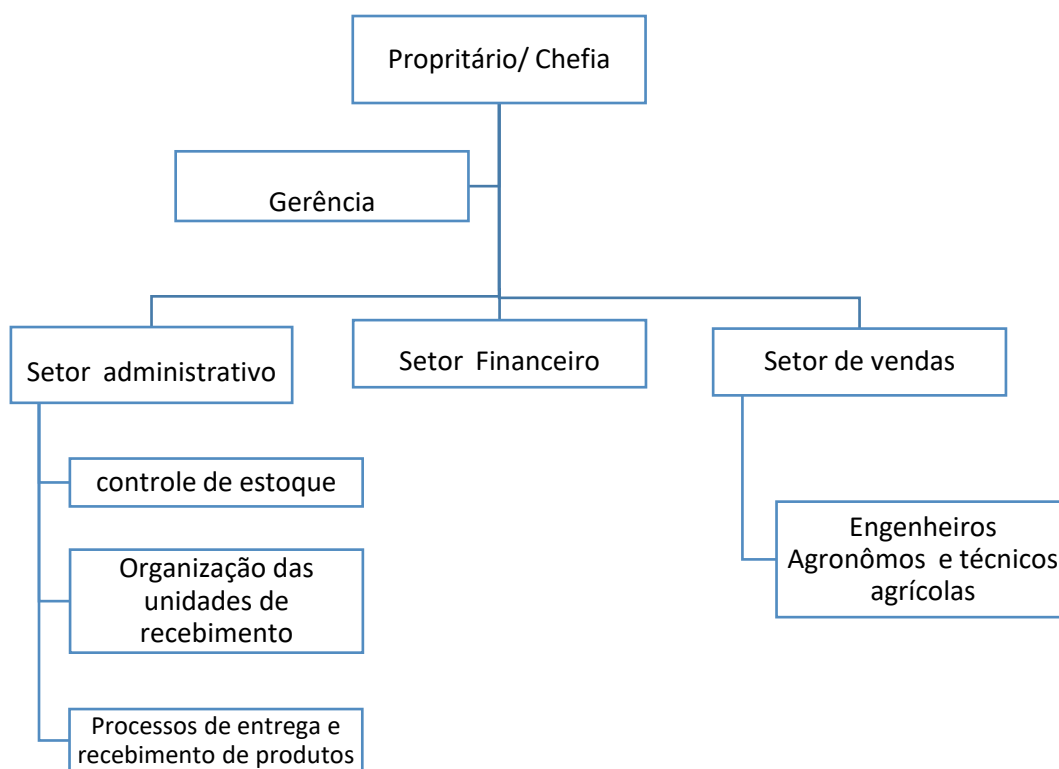 Propritário/ Chefia
Gerência
Setor administrativo
Setor Financeiro
Setor de vendas
controle de estoque
Organização das
unidades de
recebimento
Processos de entrega e
recebimento de produtos
Engenheiros
Agronômos e técnicos
agrícolas